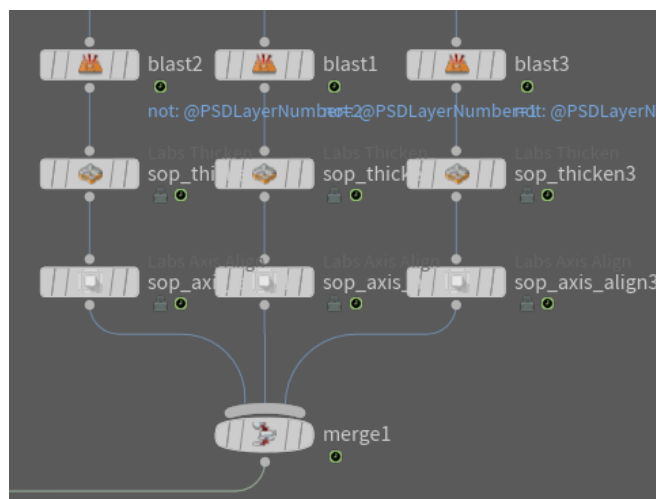 blast2 blast1 blast3
not: @PSDLayerNumber=2 @PSDLayerNumber=1 not: @PSDLayerN
Labs Thicken Labs Thicken Labs Thicken
sop_thi sop_thick sop_thicken3
Labs Axis Align Labs Axis Align Labs Axis Align
sop_axi sop_axis_ sop_axis_align3
merge1